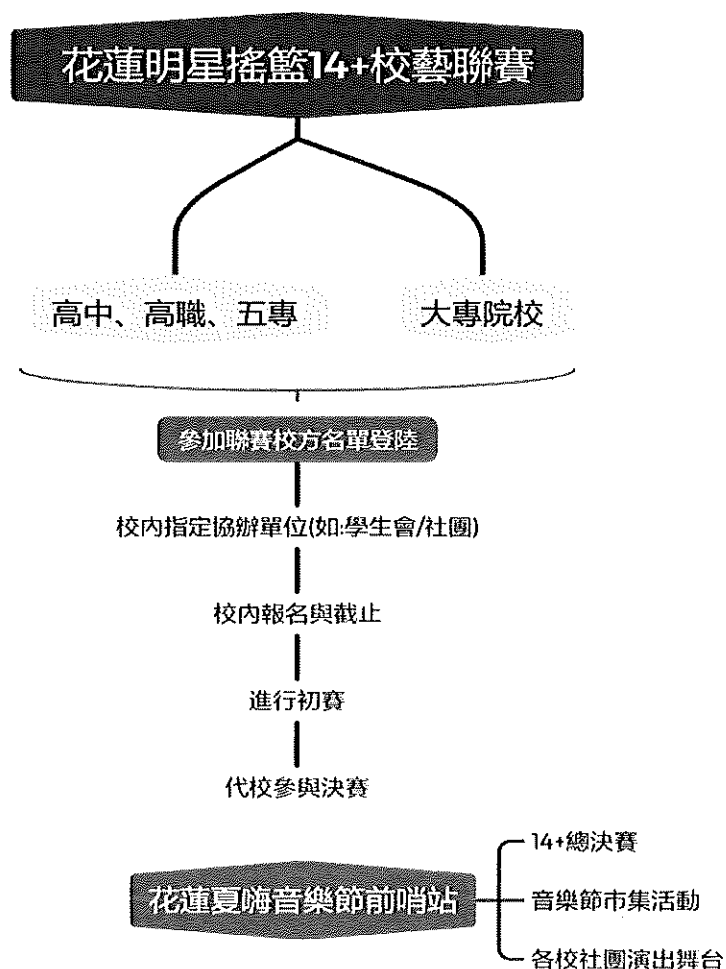 花蓮明星搖籃14+校藝聯賽
高中、高職、五專
大專院校
參加聯賽校方名單登陸
校內指定協辦單位(如:學生會/社團)
校內報名與截止
進行初賽
代校參與決賽
花蓮夏嗨音樂節前哨站
14+總決賽
音樂節市集活動
各校社團演出舞台